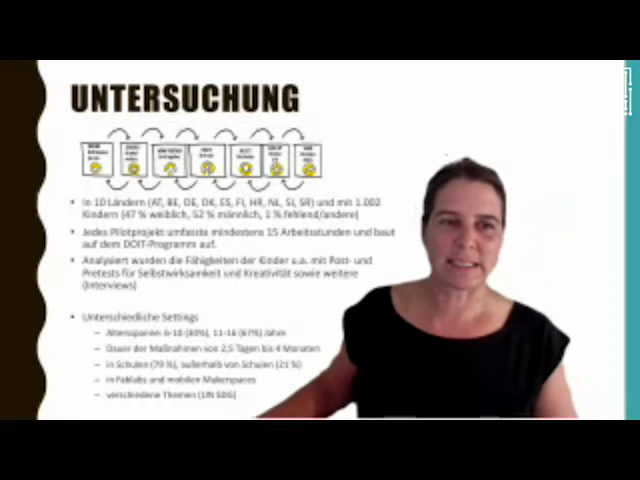 UNTERSUCHUNG
• In 10 Ländern (AT, BE, DE, DK, ES, FI, HR, NL, SI, SR) und mit 1.002
Kindern (47 % weiblich, 52 % männlich, 1 % fehlend/andere)
• Jedes Pilotprojekt umfasste mindestens 15 Arbeitsstunden und baut
auf dem DOIT-Programm auf.
• Analysiert wurden die Fähigkeiten der Kinder u.a. mit Post- und
Pretests für Selbstwirksamkeit und Kreativität sowie weitere
(Interviews)
• Unterschiedliche Settings
– Altersspanne: 6-10 (30%), 11-16 (67%) Jahre
– Dauer der Maßnahmen von 2,5 Tagen bis 4 Monaten
– in Schulen (79 %), außerhalb von Schulen (21 %)
– in Fablabs und mobilen Makerspaces
– verschiedene Themen (UN SDG)